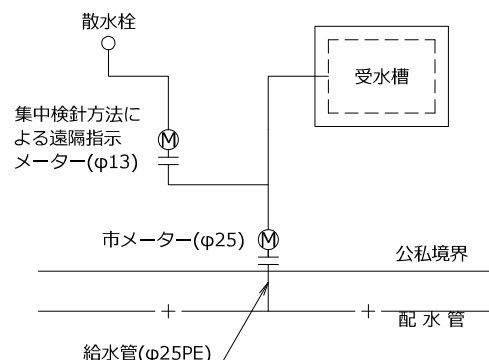 散水栓
受水槽
集中検針方法に
よる遠隔指示
メーター(φ13)
M
市メーター(φ25)
M
公私境界
配水管
給水管(φ25PE)